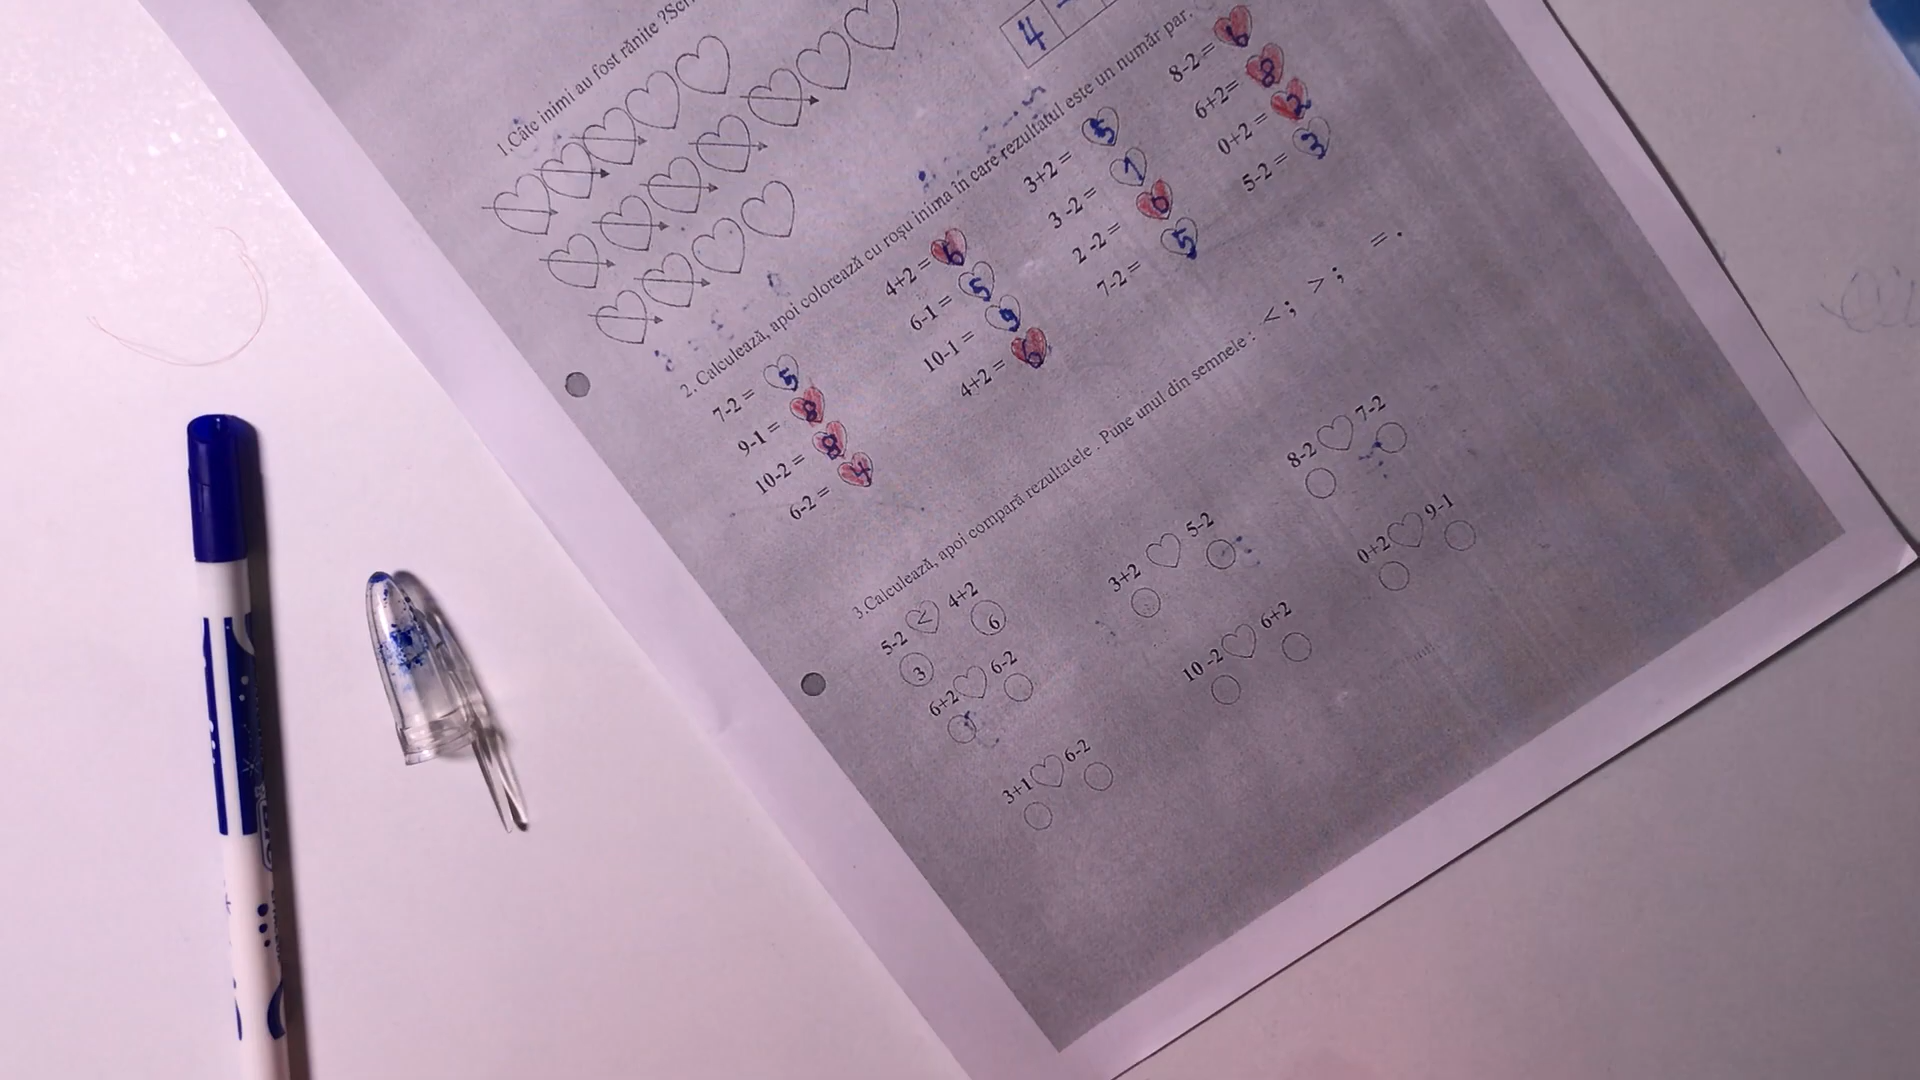 1.Câte inimi au fost rănite ?Scri
4 -
2. Calculează, apoi colorează cu roșu inima în care rezultatul este un număr par.
7-2 = 5 4+2 = 6 3+2 = 5 8-2 = 6
9-1 = 8 6-1 = 5 3 -2 = 1 6+2= 8
10-2 = 8 10-1 = 9 2 -2 = 0 0+2 = 2
6-2 = 4 4+2 = 6 7-2 = 5 5-2 = 3
3.Calculează, apoi compară rezultatele . Pune unul din semnele : < ; > ; = .
5-2 < 4+2 3+2 5-2 8-2 7-2
3 6
6+2 6-2 10 -2 6+2 0+2 9-1
3+1 6-2